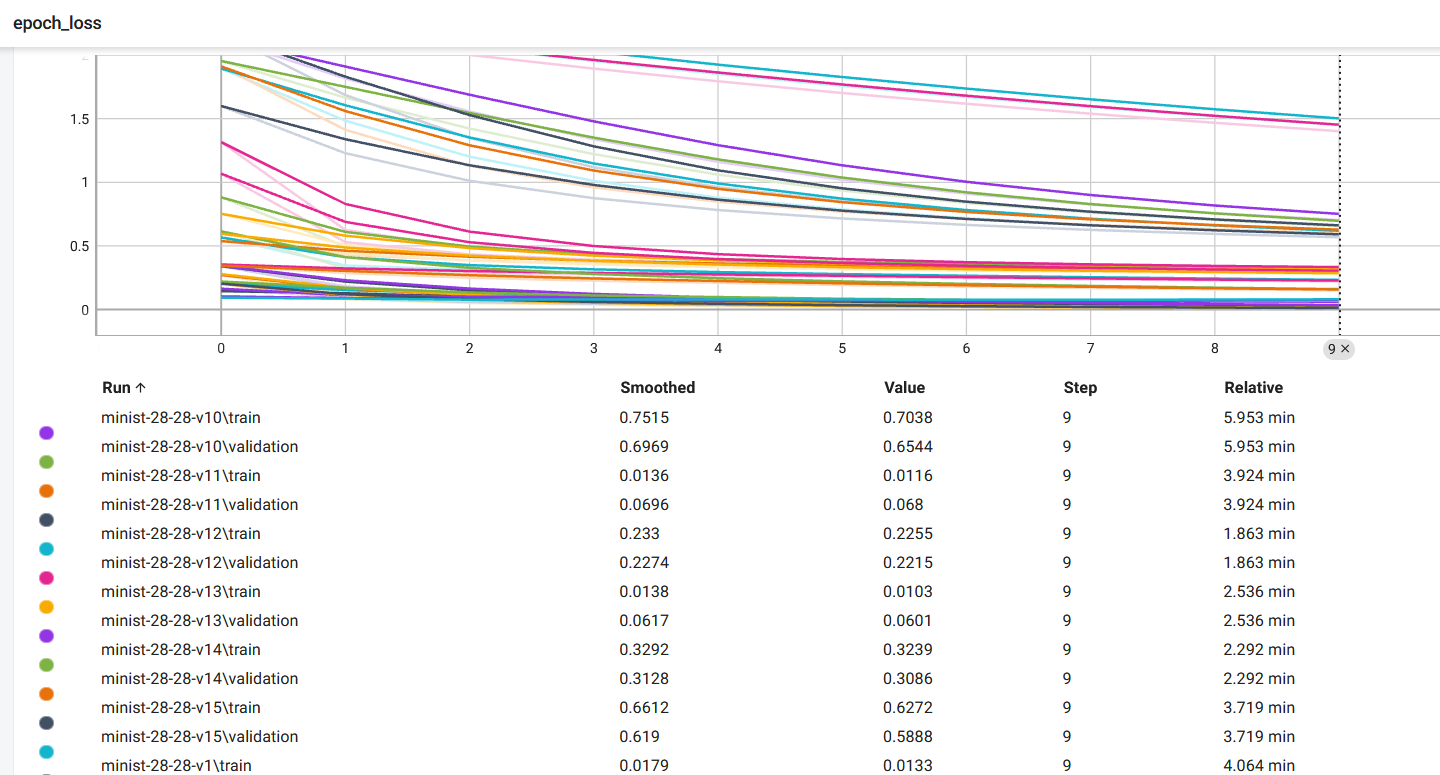 epoch_loss
1.5
1
0.5
0
0 1 2 3 4 5 6 7 8 9 ×
Run ↑ Smoothed Value Step Relative
minist-28-28-v10\train 0.7515 0.7038 9 5.953 min
minist-28-28-v10\validation 0.6969 0.6544 9 5.953 min
minist-28-28-v11\train 0.0136 0.0116 9 3.924 min
minist-28-28-v11\validation 0.0696 0.068 9 3.924 min
minist-28-28-v12\train 0.233 0.2255 9 1.863 min
minist-28-28-v12\validation 0.2274 0.2215 9 1.863 min
minist-28-28-v13\train 0.0138 0.0103 9 2.536 min
minist-28-28-v13\validation 0.0617 0.0601 9 2.536 min
minist-28-28-v14\train 0.3292 0.3239 9 2.292 min
minist-28-28-v14\validation 0.3128 0.3086 9 2.292 min
minist-28-28-v15\train 0.6612 0.6272 9 3.719 min
minist-28-28-v15\validation 0.619 0.5888 9 3.719 min
minist-28-28-v1\train 0.0179 0.0133 9 4.064 min